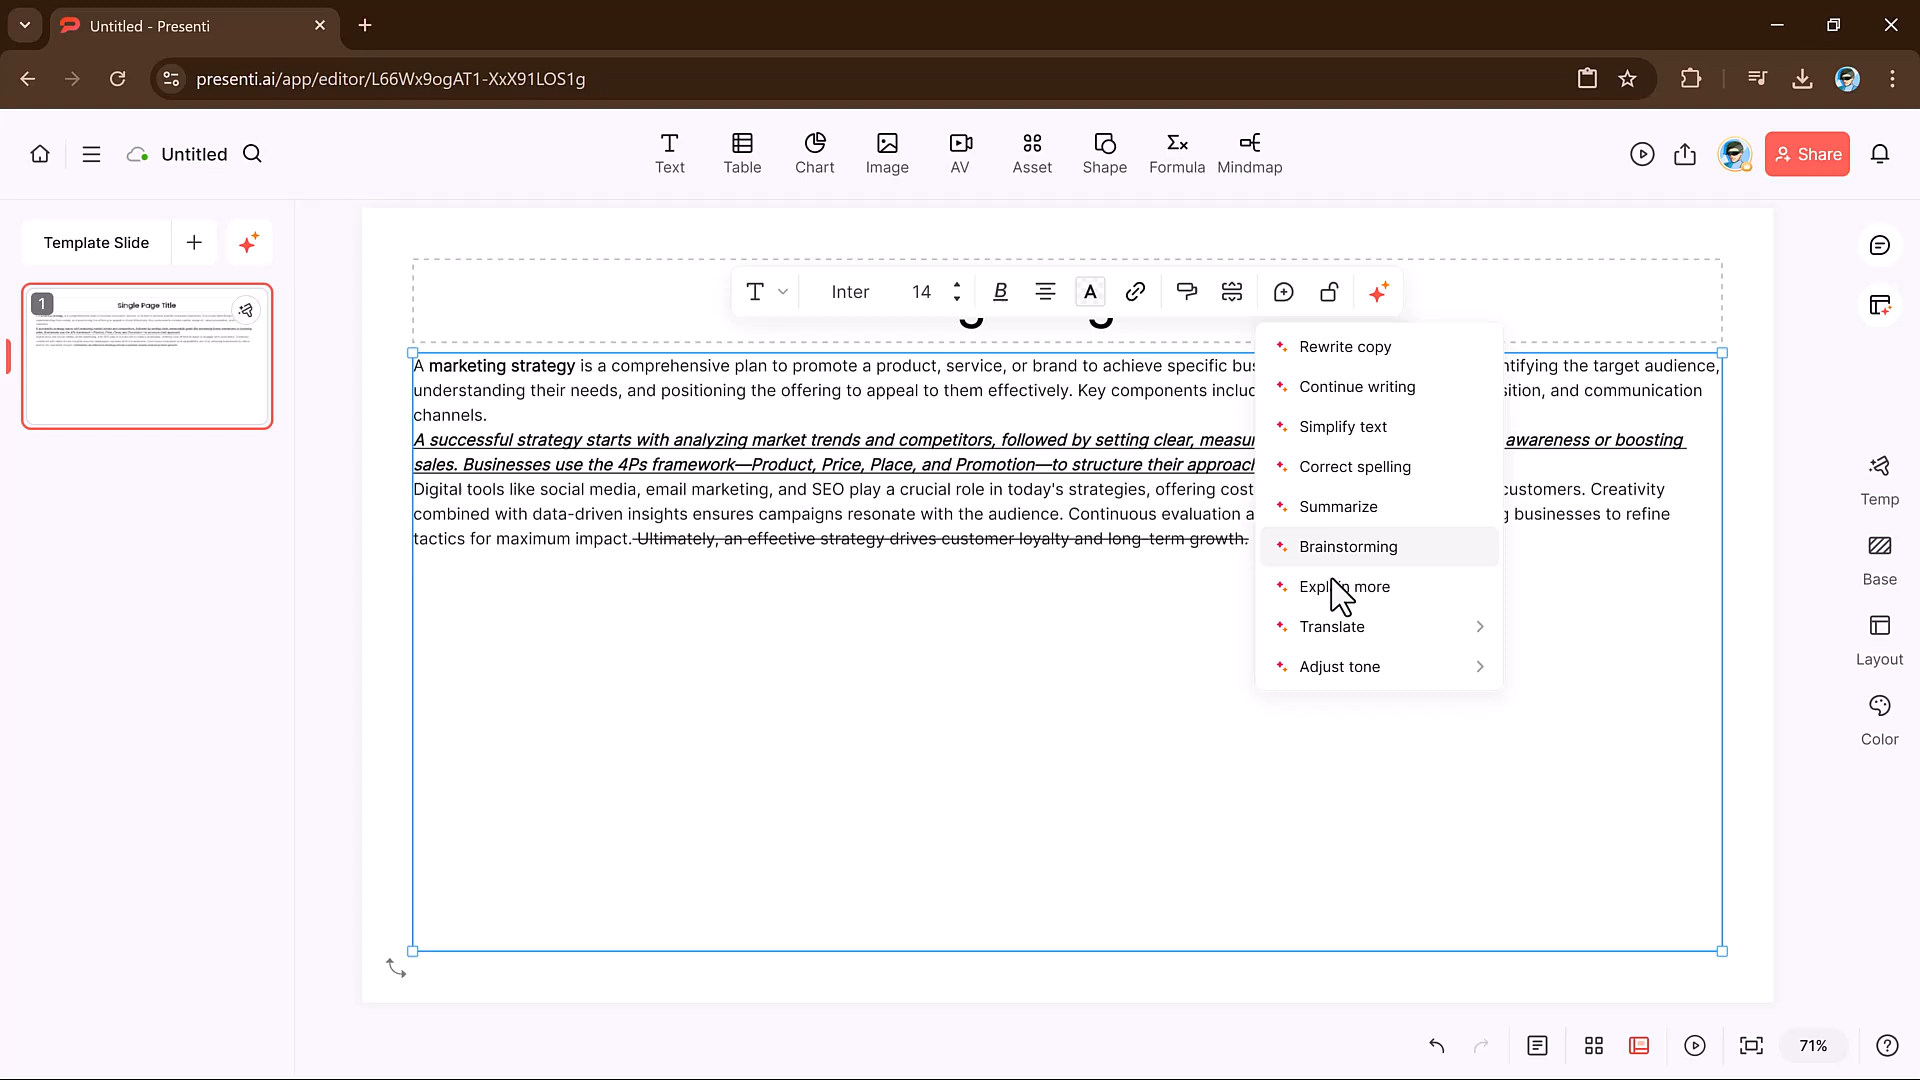 Untitled - Presenti
presenti.ai/app/editor/L66Wx9ogAT1-XxX91LOS1g
Untitled
Text
Table
Chart
Image
AV
Asset
Shape
Formula
Mindmap
Share
Template Slide
1
Single Page Title
Inter
14
B
A
A marketing strategy is a comprehensive plan to promote a product, service, or brand to achieve specific
the target audience,
understanding their needs, and positioning the offering to appeal to them effectively. Key components
and communication
channels.
A successful strategy starts with analyzing market trends and competitors, followed by setting clear,
awareness or boosting
sales. Businesses use the 4Ps framework—Product, Price, Place, and Promotion—to structure their
Digital tools like social media, email marketing, and SEO play a crucial role in today's strategies, offering
customers. Creativity
combined with data-driven insights ensures campaigns resonate with the audience. Continuous evaluation
businesses to refine
tactics for maximum impact. Ultimately, an effective strategy drives customer loyalty and long-term growth.
Rewrite copy
Continue writing
Simplify text
Correct spelling
Summarize
Brainstorming
Explain more
Translate
Adjust tone
Temp
Base
Layout
Color
71%